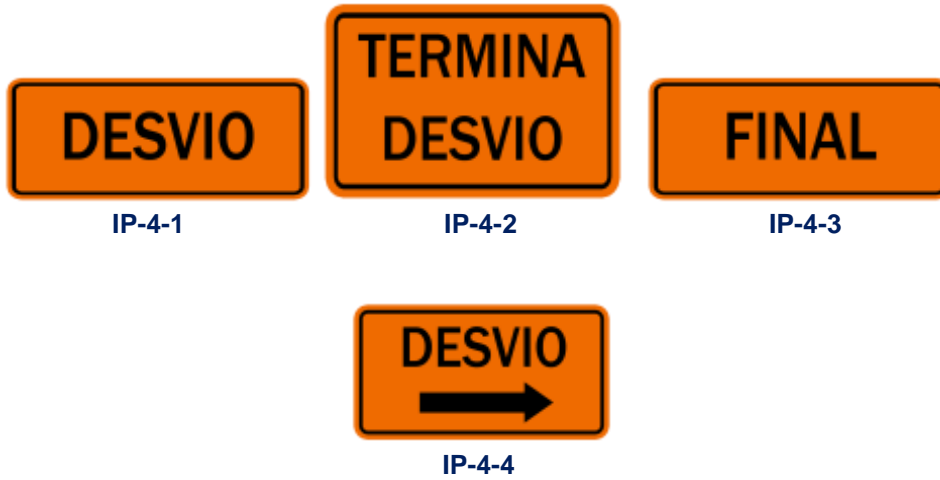 DESVIO
TERMINA
DESVIO
FINAL
IP-4-1
IP-4-2
IP-4-3
DESVIO
IP-4-4